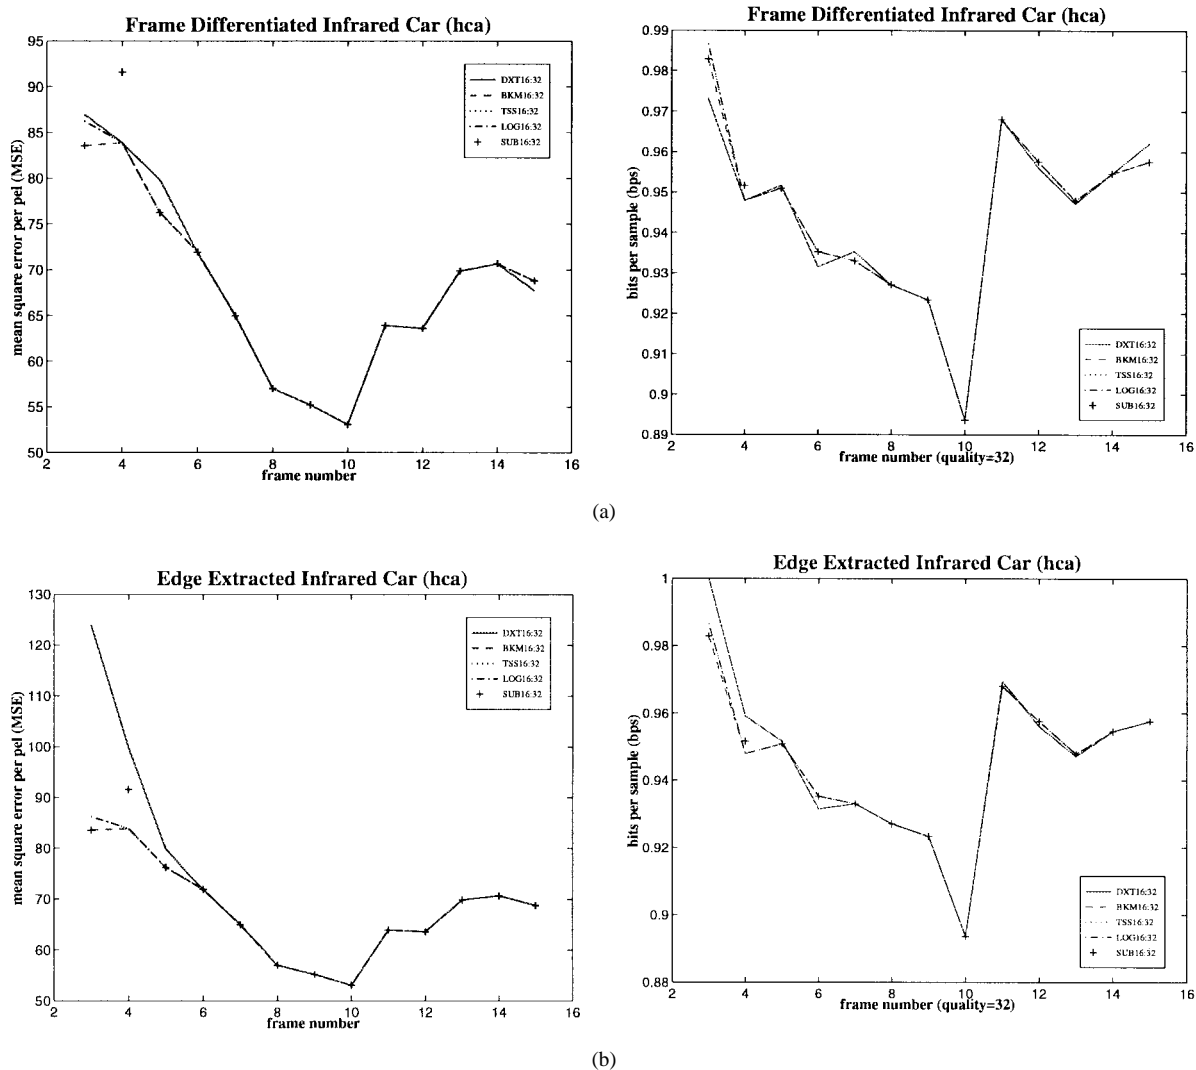 Frame Differentiated Infrared Car (hca)
95
90
85
80
75
70
65
60
55
50
mean square error per pel (MSE)
DXT16:32
BKM16:32
TSS16:32
LOG16:32
SUB16:32
2 4 6 8 10 12 14 16
frame number
Frame Differentiated Infrared Car (hca)
0.99
0.98
0.97
0.96
0.95
0.94
0.93
0.92
0.91
0.9
0.89
bits per sample (bps)
DXT16:32
BKM16:32
TSS16:32
LOG16:32
SUB16:32
2 4 6 8 10 12 14 16
frame number (quality=32)
(a)
Edge Extracted Infrared Car (hca)
130
120
110
100
90
80
70
60
50
mean square error per pel (MSE)
DXT16:32
BKM16:32
TSS16:32
LOG16:32
SUB16:32
2 4 6 8 10 12 14 16
frame number
Edge Extracted Infrared Car (hca)
1
0.98
0.96
0.94
0.92
0.9
0.88
bits per sample (bps)
DXT16:32
BKM16:32
TSS16:32
LOG16:32
SUB16:32
2 4 6 8 10 12 14 16
frame number (quality=32)
(b)